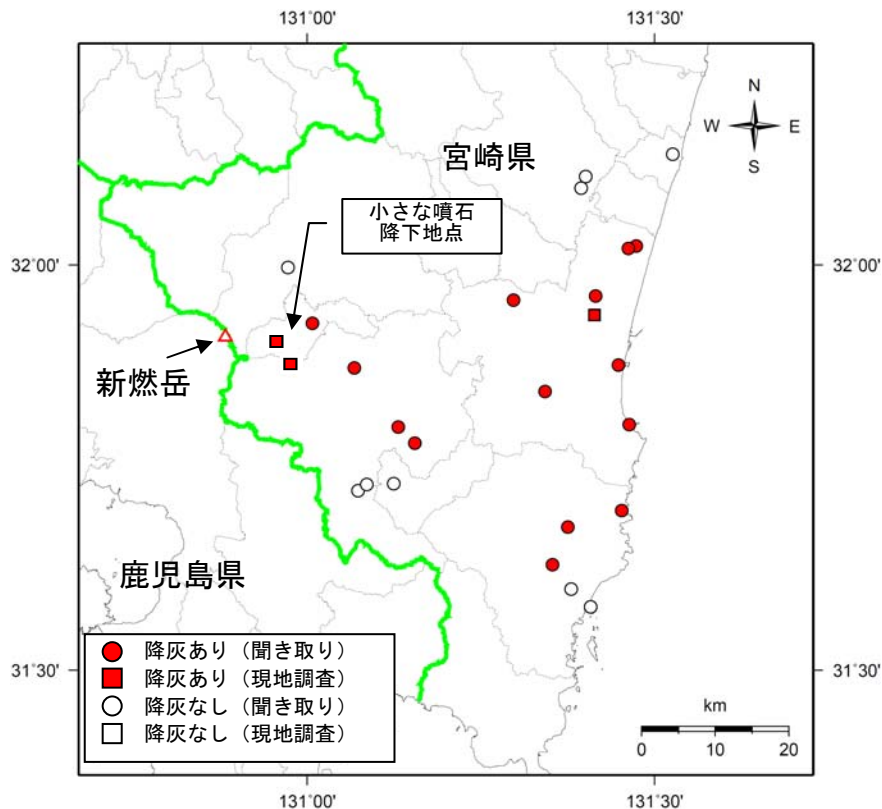 131°00'
131°30'
N
W
E
S
宮崎県
小さな噴石
降下地点
32°00'
32°00'
新燃岳
鹿児島県
降灰あり（聞き取り）
降灰あり（現地調査）
降灰なし（聞き取り）
降灰なし（現地調査）
31°30'
31°30'
km
0
10
20
131°00'
131°30'